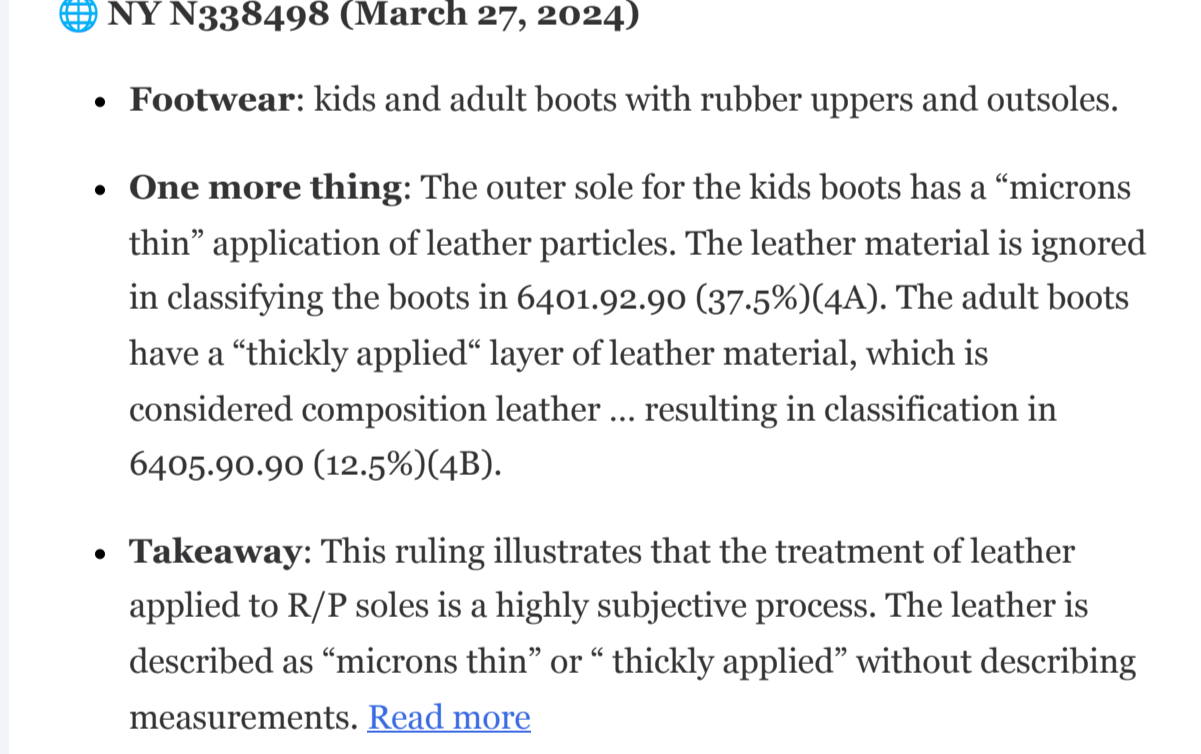 🌐 NY N338498 (March 27, 2024)
• Footwear: kids and adult boots with rubber uppers and outsoles.
• One more thing: The outer sole for the kids boots has a “microns
thin” application of leather particles. The leather material is ignored
in classifying the boots in 6401.92.90 (37.5%)(4A). The adult boots
have a “thickly applied“ layer of leather material, which is
considered composition leather ... resulting in classification in
6405.90.90 (12.5%)(4B).
• Takeaway: This ruling illustrates that the treatment of leather
applied to R/P soles is a highly subjective process. The leather is
described as “microns thin” or “ thickly applied” without describing
measurements. Read more